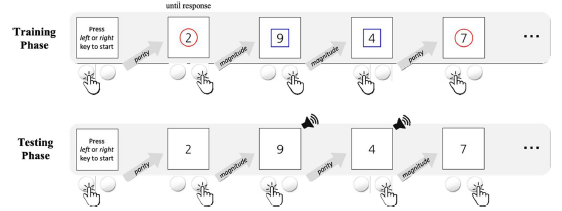 until response
Training
Phase
Press
left or right
key to start
parity
2
magnitude
9
magnitude
4
parity
7
...
Testing
Phase
Press
left or right
key to start
parity
2
magnitude
9
parity
4
magnitude
7
...